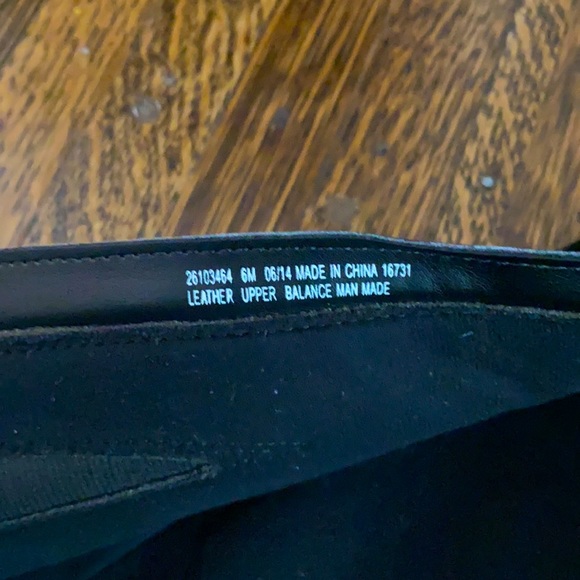 26103464 6M 06/14 MADE IN CHINA 16731
LEATHER UPPER BALANCE MAN MADE